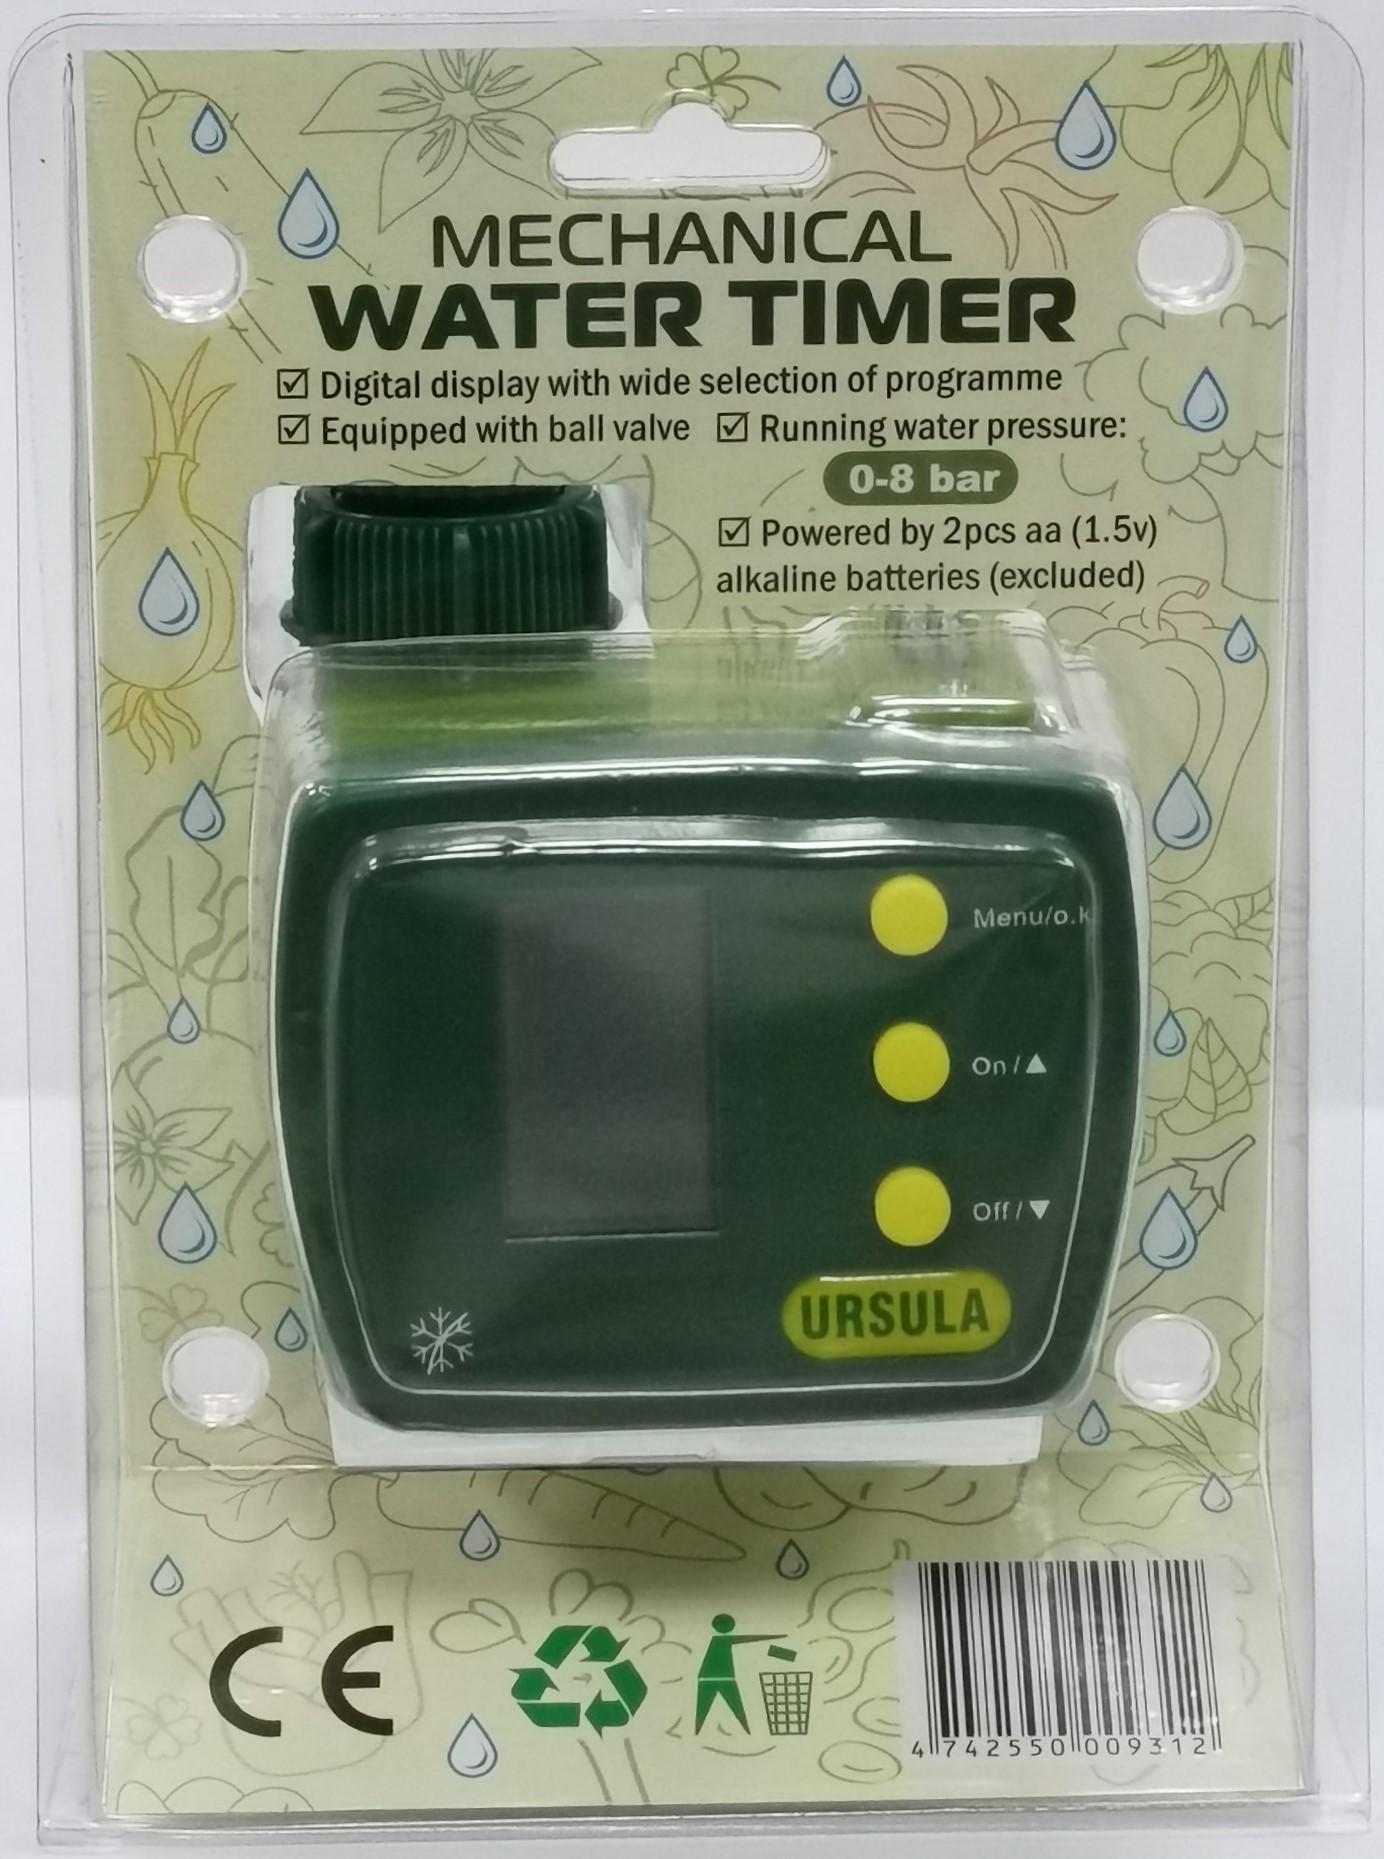 MECHANICAL
WATER TIMER
☑ Digital display with wide selection of programme
☑ Equipped with ball valve ☑ Running water pressure:
0-8 bar
☑ Powered by 2pcs aa (1.5v)
alkaline batteries (excluded)
Menu/o.k
On / ▲
Off / ▼
URSULA
CE
4 742550 009312